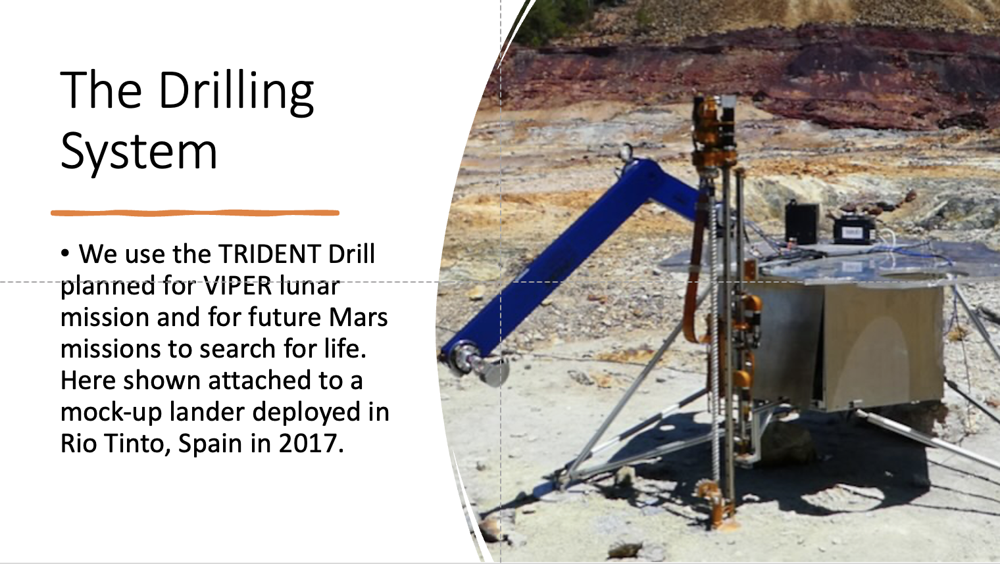 The Drilling
System
• We use the TRIDENT Drill
planned for VIPER lunar
mission and for future Mars
missions to search for life.
Here shown attached to a
mock-up lander deployed in
Rio Tinto, Spain in 2017.